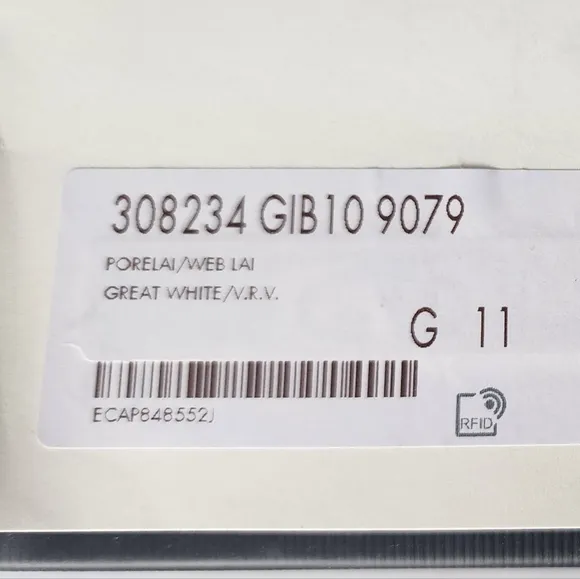 308234 GIB10 9079
PORELAI/WEB LAI
GREAT WHITE/V.R.V.
G 11
ECAP848552J
RFID